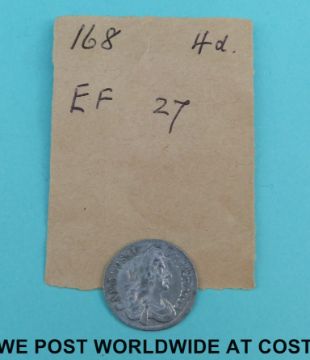 168 4d.
EF 27
WE POST WORLDWIDE AT COST